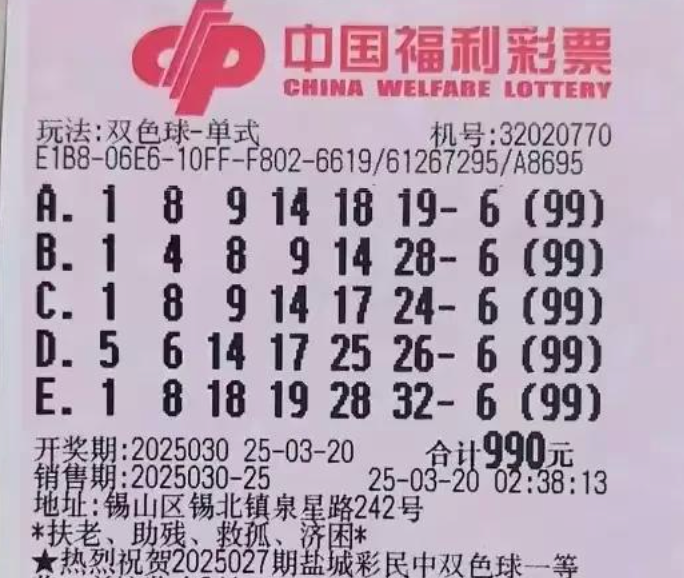 中国福利彩票
CHINA WELFARE LOTTERY
玩法:双色球-单式 机号:32020770
E1B8-06E6-10FF-F802-6619/61267295/A8695
A. 1 8 9 14 18 19- 6 (99)
B. 1 4 8 9 14 28- 6 (99)
C. 1 8 9 14 17 24- 6 (99)
D. 5 6 14 17 25 26- 6 (99)
E. 1 8 18 19 28 32- 6 (99)
开奖期:2025030 25-03-20 合计990元
销售期:2025030-25 25-03-20 02:38:13
地址:锡山区锡北镇泉星路242号
*扶老、助残、救孤、济困*
★热烈祝贺2025027期盐城彩民中双色球一等